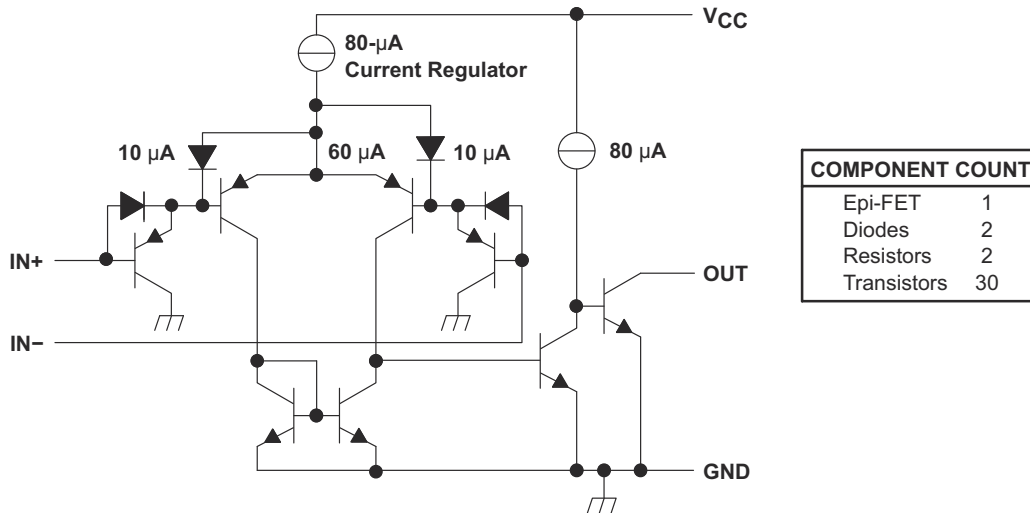 VCC
80-μA
Current Regulator
10 μA
60 μA
10 μA
80 μA
IN+
OUT
IN−
GND
COMPONENT COUNT
Epi-FET 1
Diodes 2
Resistors 2
Transistors 30